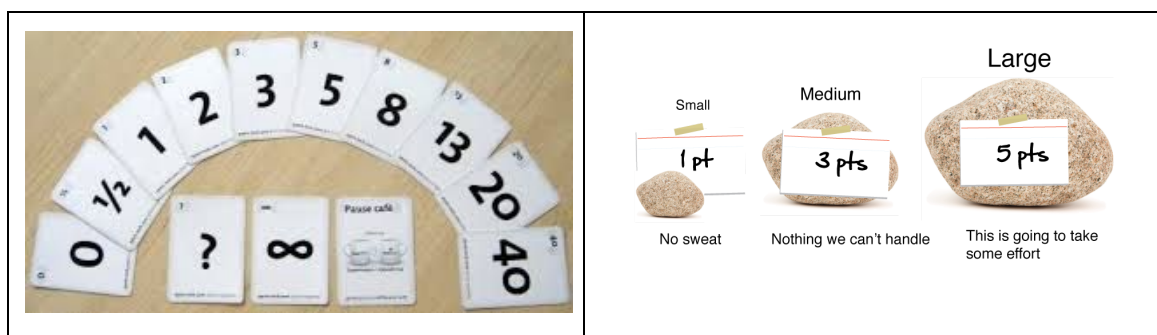 0
½
1
2
3
5
8
13
20
40
?
∞
Pause café
Small
1 pt
No sweat
Medium
3 pts
Nothing we can't handle
Large
5 pts
This is going to take
some effort